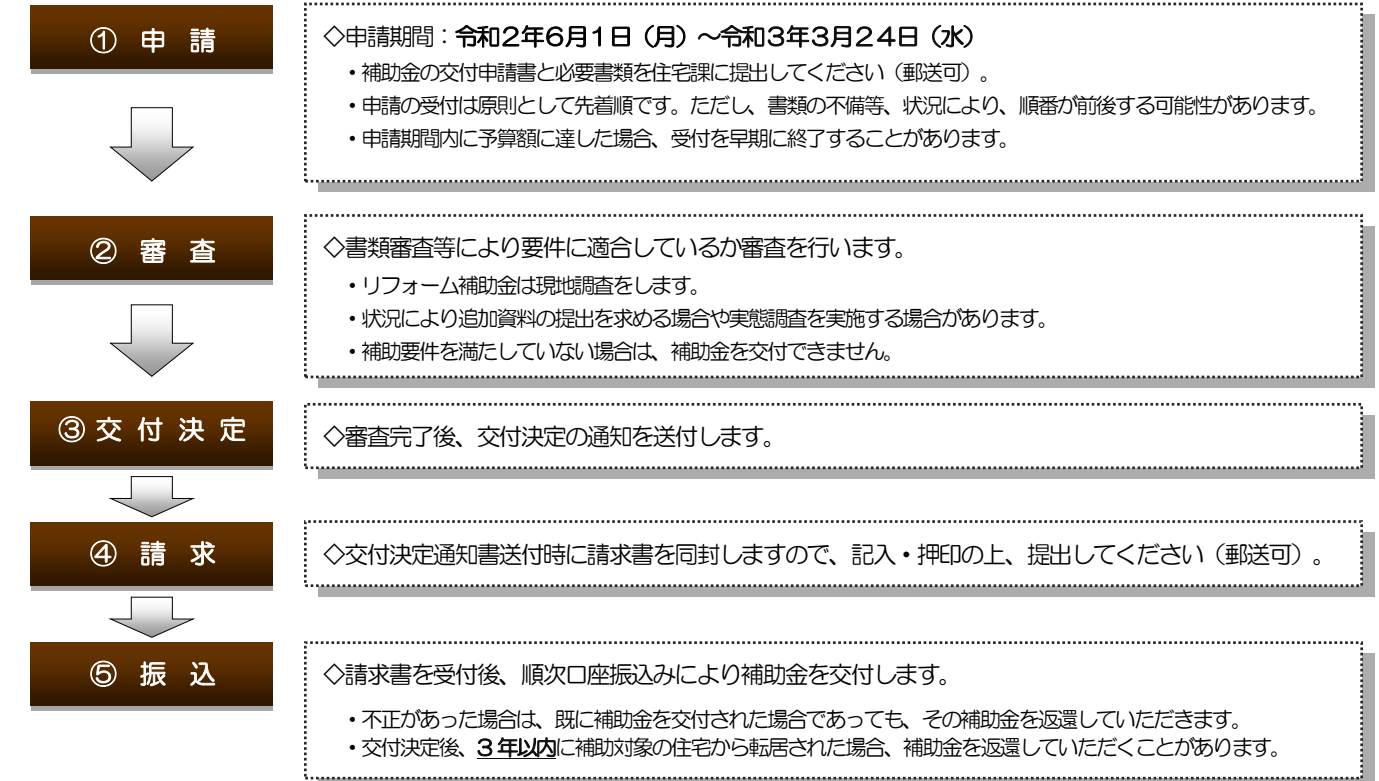 ① 申 請
◇申請期間：令和2年6月1日（月）～令和3年3月24日（水）
・補助金の交付申請書と必要書類を住宅課に提出してください（郵送可）。
・申請の受付は原則として先着順です。ただし、書類の不備等、状況により、順番が前後する可能性があります。
・申請期間内に予算額に達した場合、受付を早期に終了することがあります。
② 審 査
◇書類審査等により要件に適合しているか審査を行います。
・リフォーム補助金は現地調査をします。
・状況により追加資料の提出を求める場合や実態調査を実施する場合があります。
・補助要件を満たしていない場合は、補助金を交付できません。
③ 交 付 決 定
◇審査完了後、交付決定の通知を送付します。
④ 請 求
◇交付決定通知書送付時に請求書を同封しますので、記入・押印の上、提出してください（郵送可）。
⑤ 振 込
◇請求書を受付後、順次口座振込みにより補助金を交付します。
・不正があった場合は、既に補助金を交付された場合であっても、その補助金を返還していただきます。
・交付決定後、3年以内に補助対象の住宅から転居された場合、補助金を返還していただくことがあります。